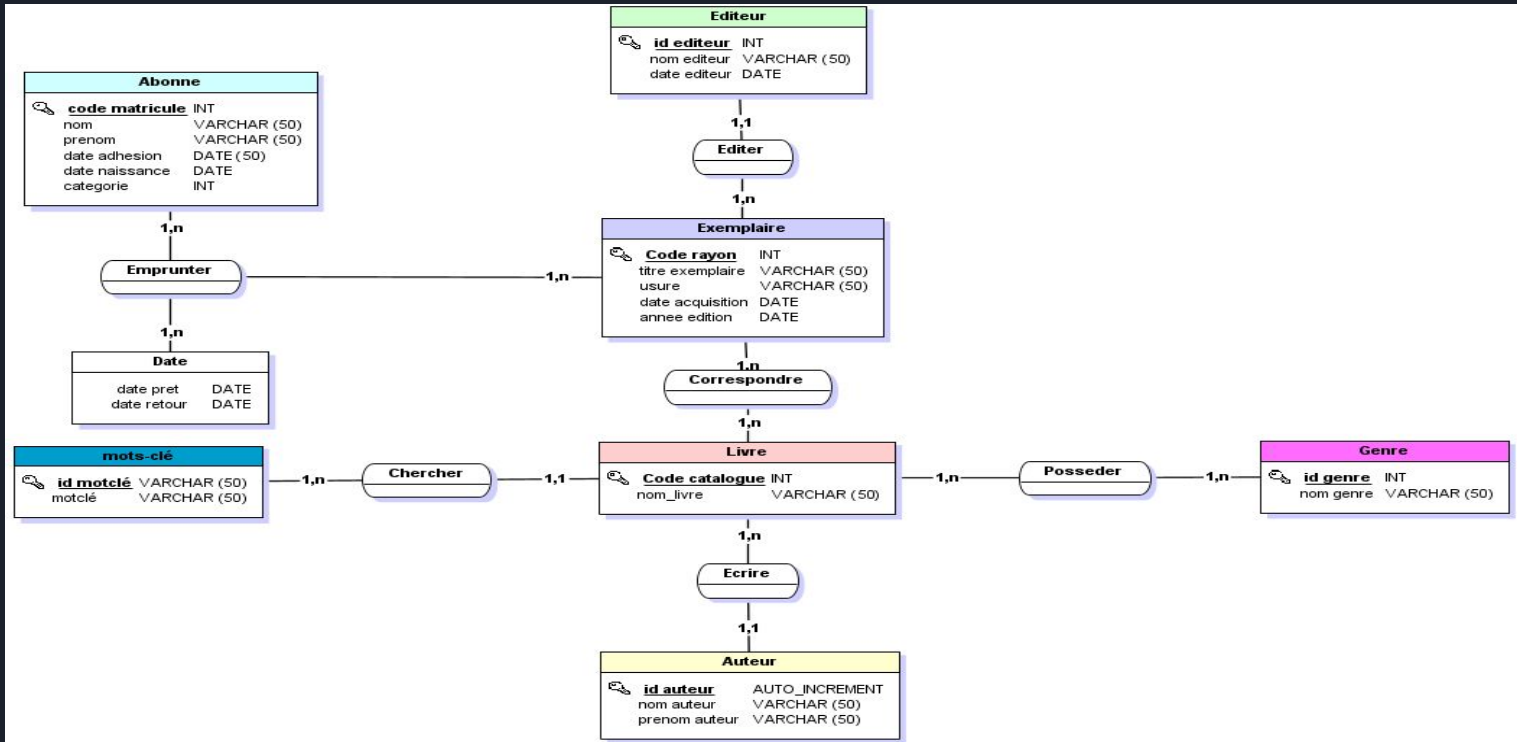 Editeur
id editeur INT
nom editeur VARCHAR (50)
date editeur DATE
1,1
Editer
1,n
Abonne
code matricule INT
nom VARCHAR (50)
prenom VARCHAR (50)
date adhesion DATE (50)
date naissance DATE
categorie INT
1,n
Emprunter
1,n
1,n
Exemplaire
Code rayon INT
titre exemplaire VARCHAR (50)
usure VARCHAR (50)
date acquisition DATE
annee edition DATE
Date
date pret DATE
date retour DATE
1,n
Correspondre
1,n
mots-clé
id motclé VARCHAR (50)
motclé VARCHAR (50)
1,n
Chercher
1,1
Livre
Code catalogue INT
nom_livre VARCHAR (50)
1,n
Posseder
1,n
Genre
id genre INT
nom genre VARCHAR (50)
1,n
Ecrire
1,1
Auteur
id auteur AUTO_INCREMENT
nom auteur VARCHAR (50)
prenom auteur VARCHAR (50)